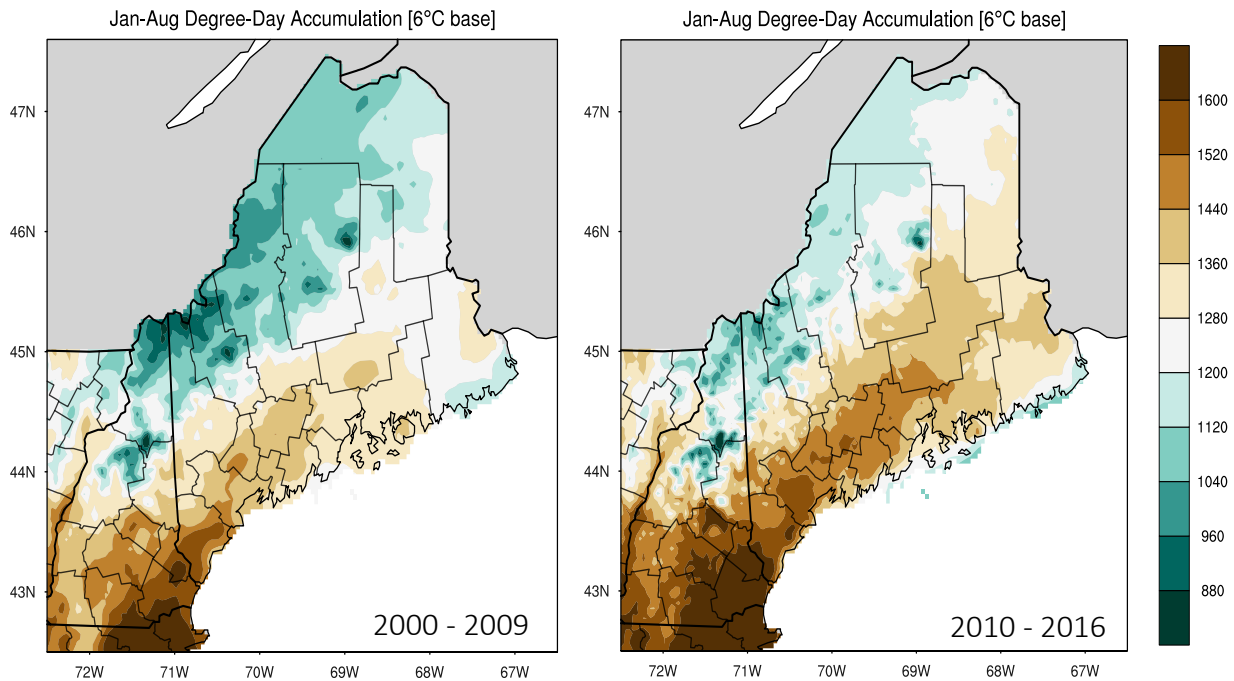 Jan-Aug Degree-Day Accumulation [6°C base]
47N
46N
45N
44N
43N
72W 71W 70W 69W 68W 67W
2000 - 2009
Jan-Aug Degree-Day Accumulation [6°C base]
47N
46N
45N
44N
43N
72W 71W 70W 69W 68W 67W
2010 - 2016
1600
1520
1440
1360
1280
1200
1120
1040
960
880